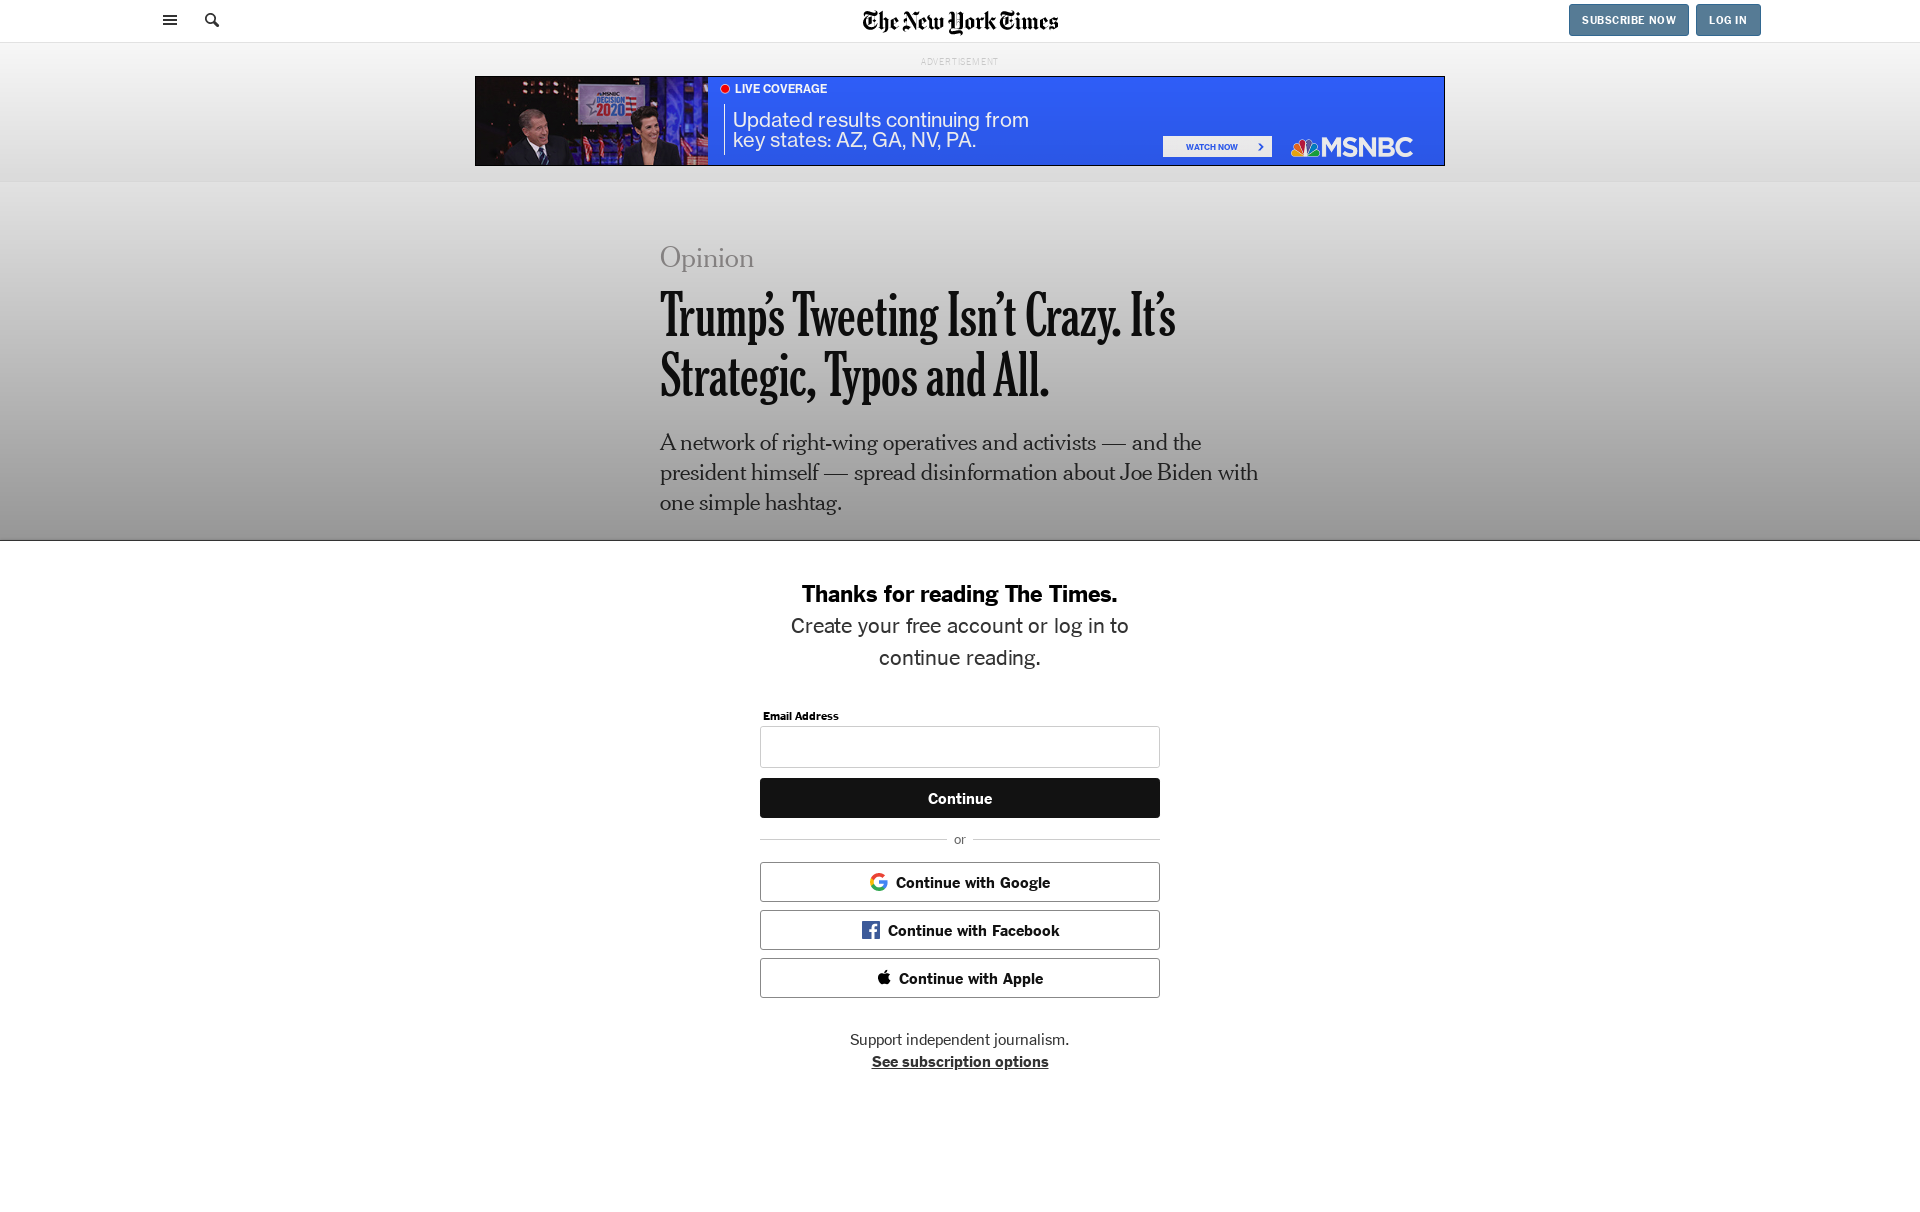 The New York Times
SUBSCRIBE NOW
LOG IN
ADVERTISEMENT
MSNBC
DECISION
2020
LIVE COVERAGE
Updated results continuing from
key states: AZ, GA, NV, PA.
WATCH NOW
MSNBC
Opinion
Trump’s Tweeting Isn’t Crazy. It’s
Strategic, Typos and All.
A network of right-wing operatives and activists — and the
president himself — spread disinformation about Joe Biden with
one simple hashtag.
Thanks for reading The Times.
Create your free account or log in to
continue reading.
Email Address
Continue
or
Continue with Google
Continue with Facebook
Continue with Apple
Support independent journalism.
See subscription options